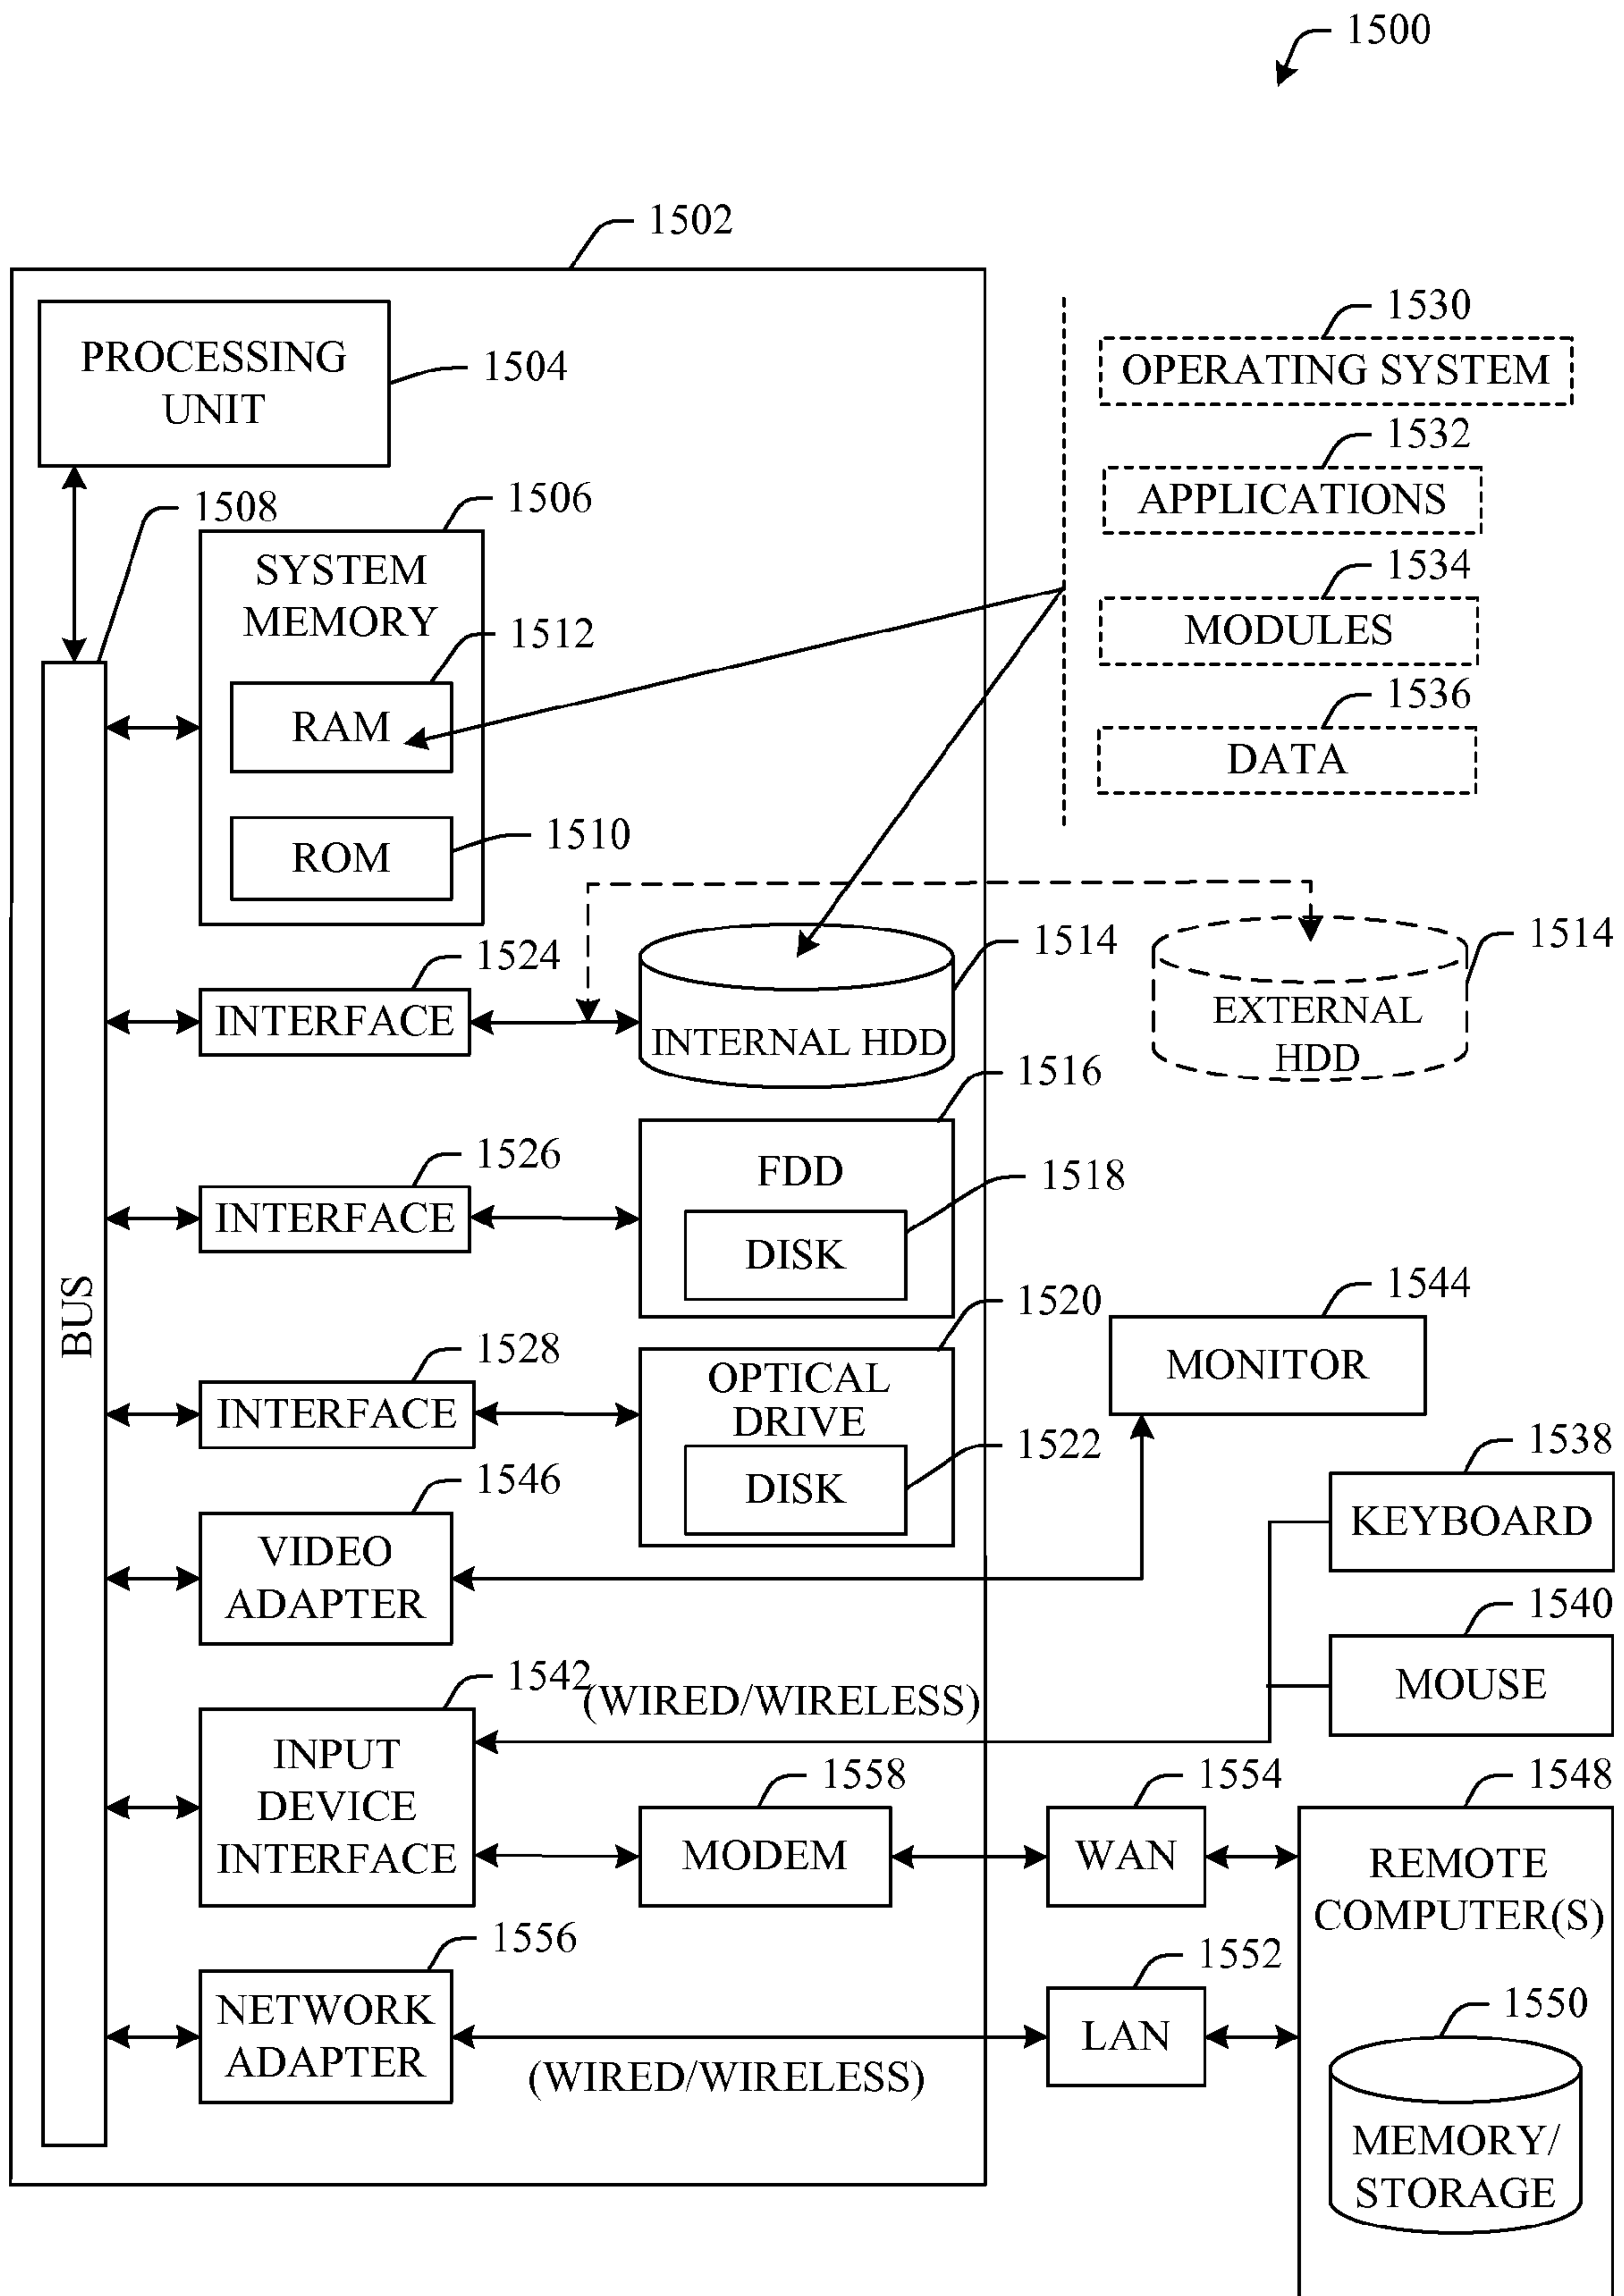 1500
1502
PROCESSING
UNIT
1504
1530
OPERATING SYSTEM
1532
APPLICATIONS
1534
MODULES
1536
DATA
1508
1506
SYSTEM
MEMORY
1512
RAM
1510
ROM
1524
INTERFACE
1514
INTERNAL HDD
1514
EXTERNAL
HDD
1516
1526
INTERFACE
FDD
1518
DISK
BUS
1520
1528
INTERFACE
OPTICAL
DRIVE
1522
DISK
1544
MONITOR
1546
VIDEO
ADAPTER
1538
KEYBOARD
1540
MOUSE
1542
(WIRED/WIRELESS)
INPUT
DEVICE
INTERFACE
1558
MODEM
1554
WAN
1548
REMOTE
COMPUTER(S)
1556
NETWORK
ADAPTER
(WIRED/WIRELESS)
1552
LAN
1550
MEMORY/
STORAGE